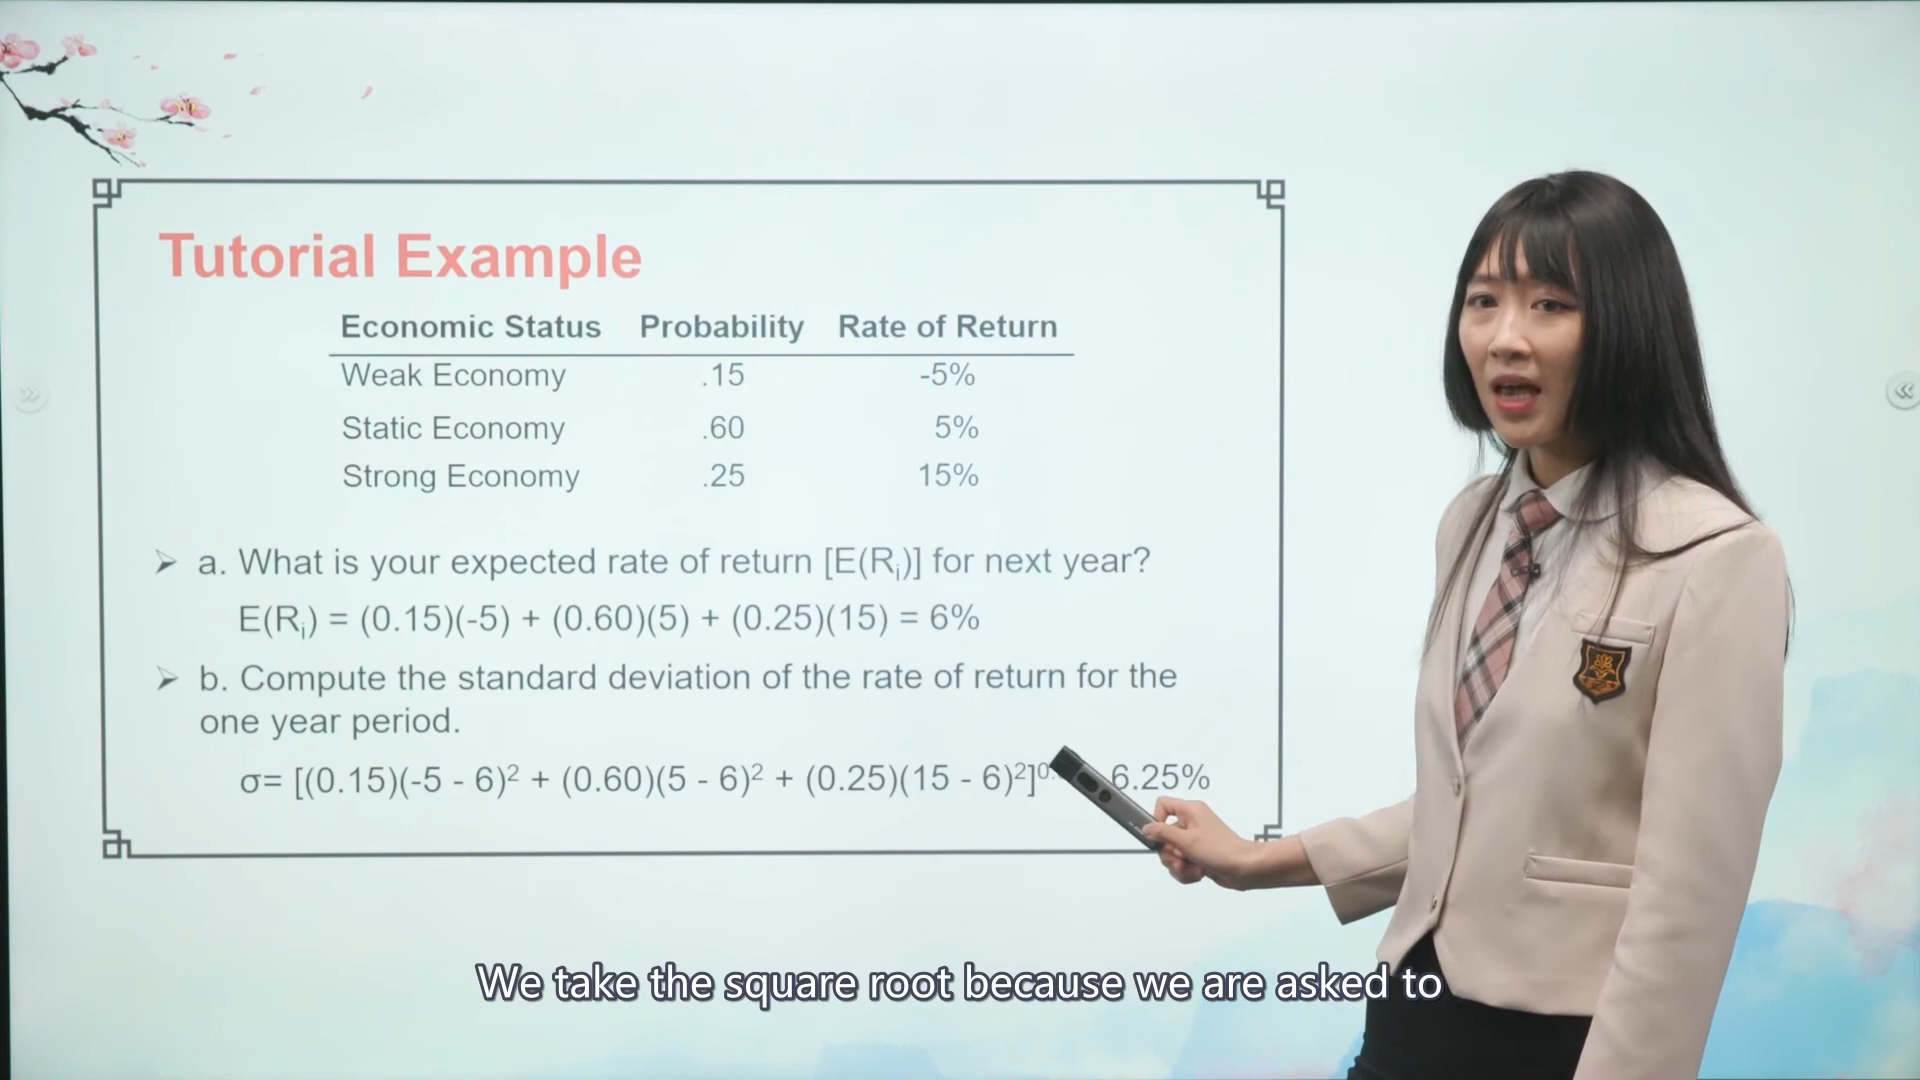 Tutorial Example
Economic Status Probability Rate of Return
Weak Economy .15 -5%
Static Economy .60 5%
Strong Economy .25 15%
➢ a. What is your expected rate of return [E(Rᵢ)] for next year?
E(Rᵢ) = (0.15)(-5) + (0.60)(5) + (0.25)(15) = 6%
➢ b. Compute the standard deviation of the rate of return for the
one year period.
σ= [(0.15)(-5 - 6)² + (0.60)(5 - 6)² + (0.25)(15 - 6)²]⁰· 6.25%
We take the square root because we are asked to